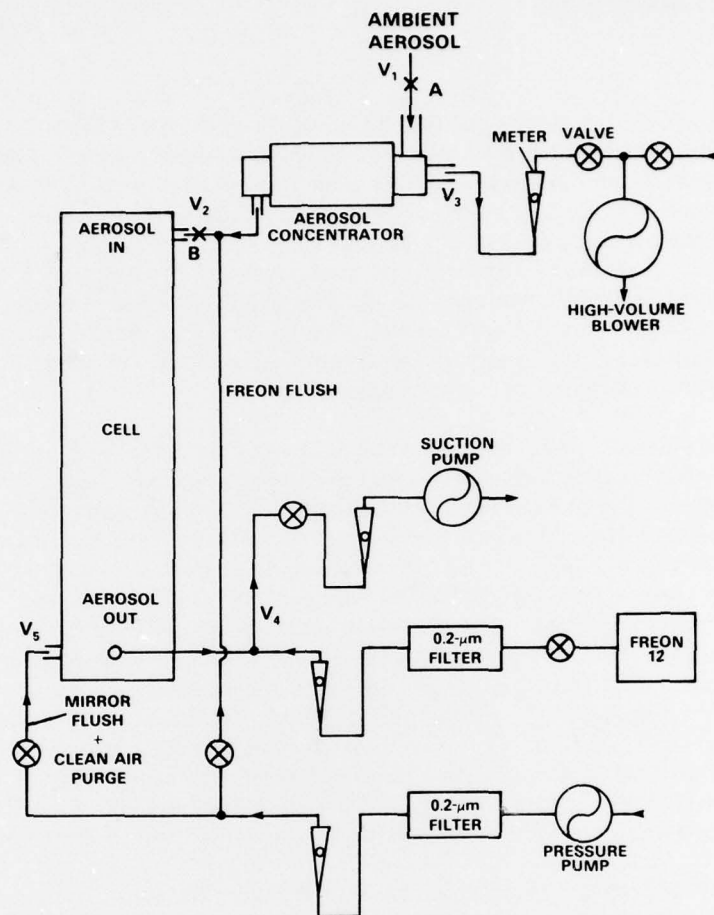 AMBIENT
AEROSOL
V1
A
METER
VALVE
V2
V3
AEROSOL
CONCENTRATOR
AEROSOL
IN
B
HIGH-VOLUME
BLOWER
FREON FLUSH
CELL
SUCTION
PUMP
AEROSOL
OUT
V4
V5
0.2-μm
FILTER
FREON
12
MIRROR
FLUSH
+
CLEAN AIR
PURGE
0.2-μm
FILTER
PRESSURE
PUMP